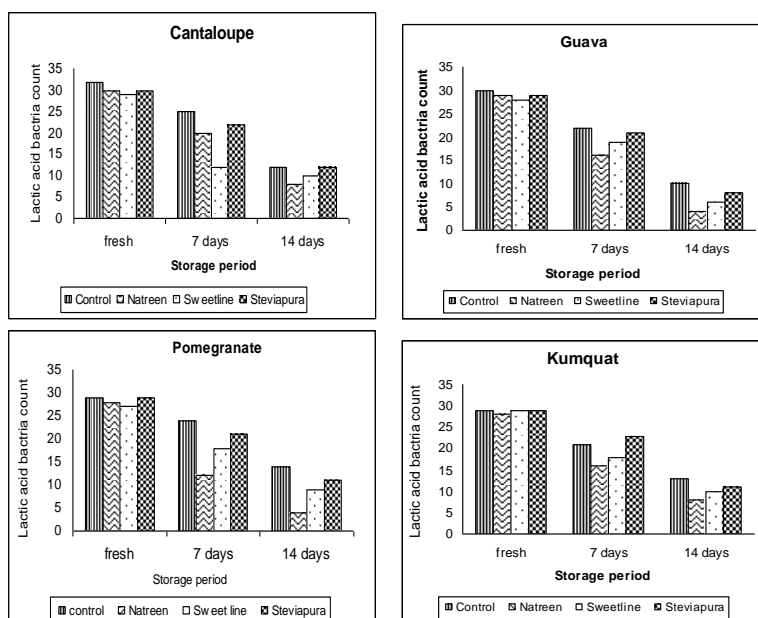 Cantaloupe
Lactic acid bactria count
35
30
25
20
15
10
5
0
fresh 7 days 14 days
Storage period
Control Natreen Sweetline Steviapura
Guava
Lactic acid bactria count
35
30
25
20
15
10
5
0
fresh 7 days 14 days
Storage period
Control Natreen Sweetline Steviapura
Pomegranate
Lactic acid bactria count
35
30
25
20
15
10
5
0
fresh 7 days 14 days
Storage period
control Natreen Sweet line Steviapura
Kumquat
Lactic acid bactria count
35
30
25
20
15
10
5
0
fresh 7 days 14 days
Storage period
Control Natreen Sweetline Steviapura